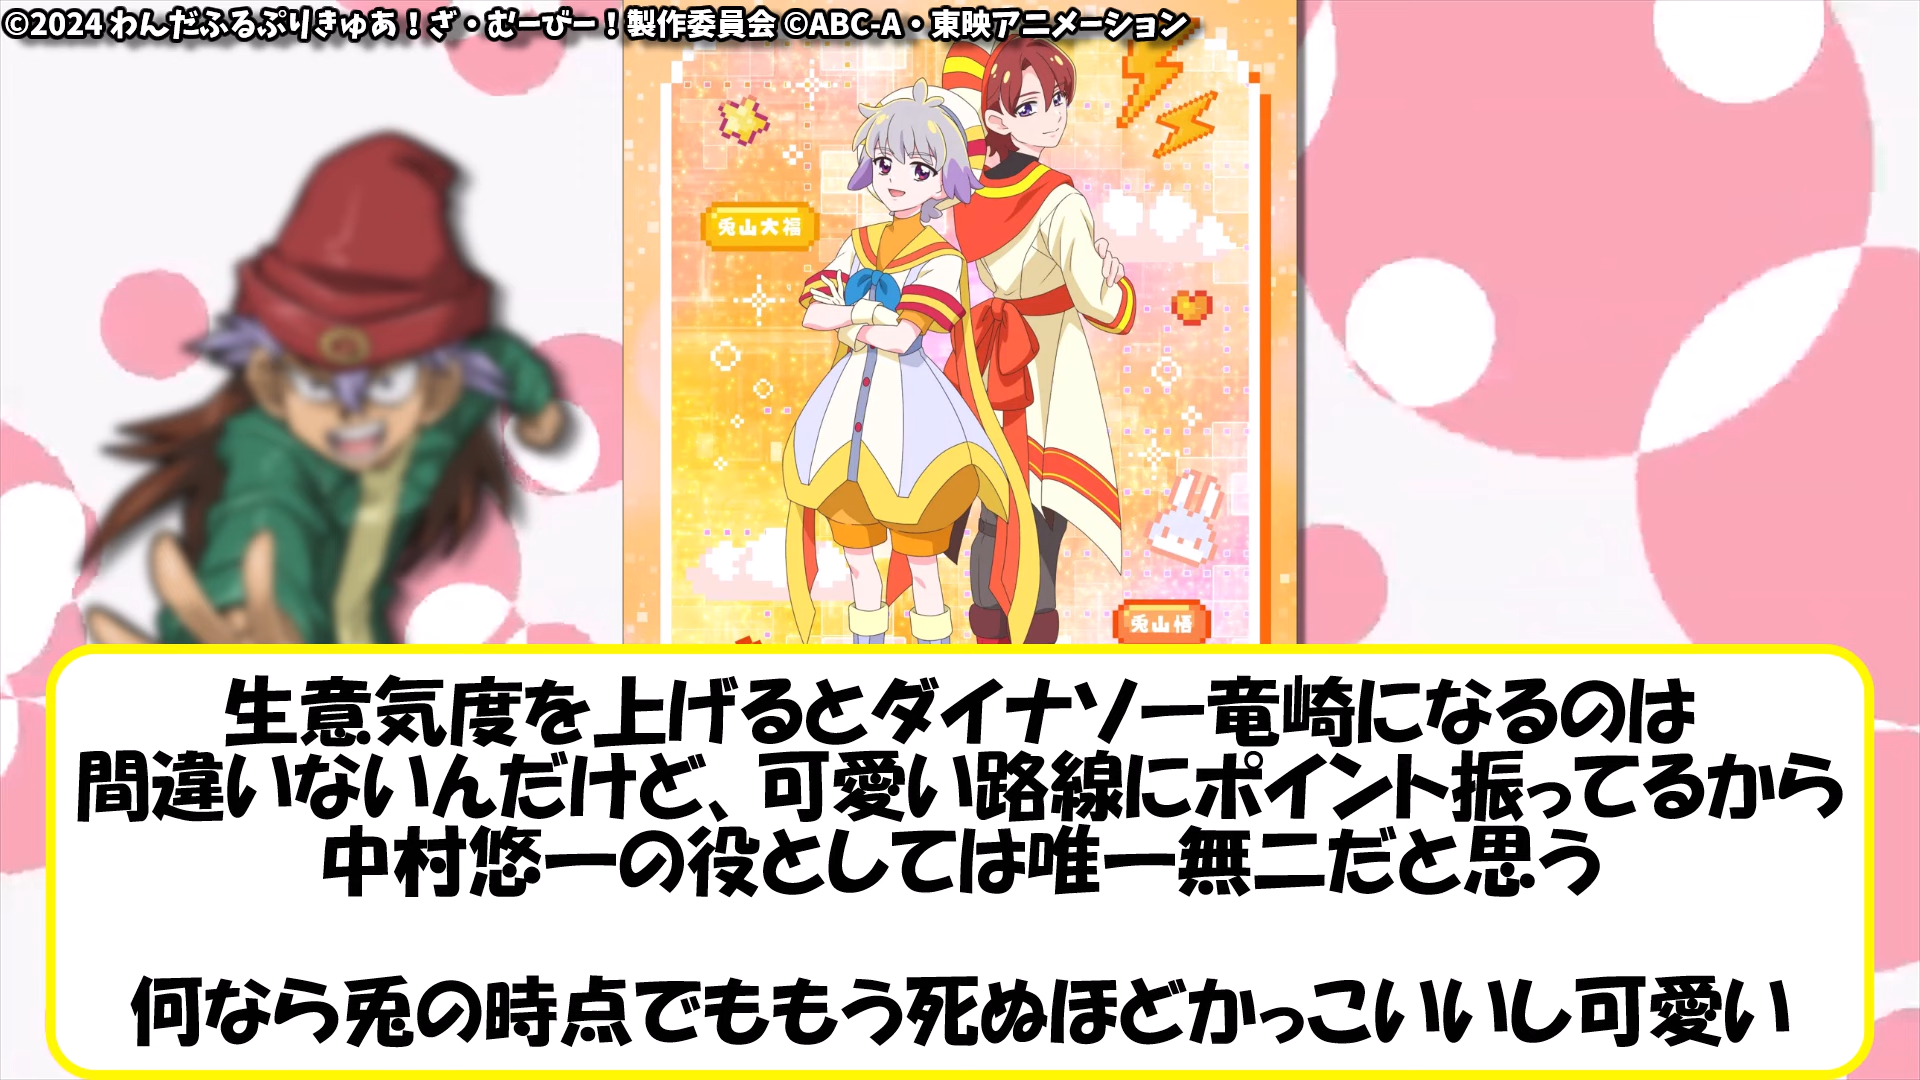 ©2024 わんだふるぷりきゅあ！ざ・むーびー！製作委員会 ©ABC-A・東映アニメーション
兎山大福
兎山悟
生意気度を上げるとダイナソー竜崎になるのは
間違いないんだけど、可愛い路線にポイント振ってるから
中村悠一の役としては唯一無二だと思う
何なら兎の時点でももう死ぬほどかっこいいし可愛い